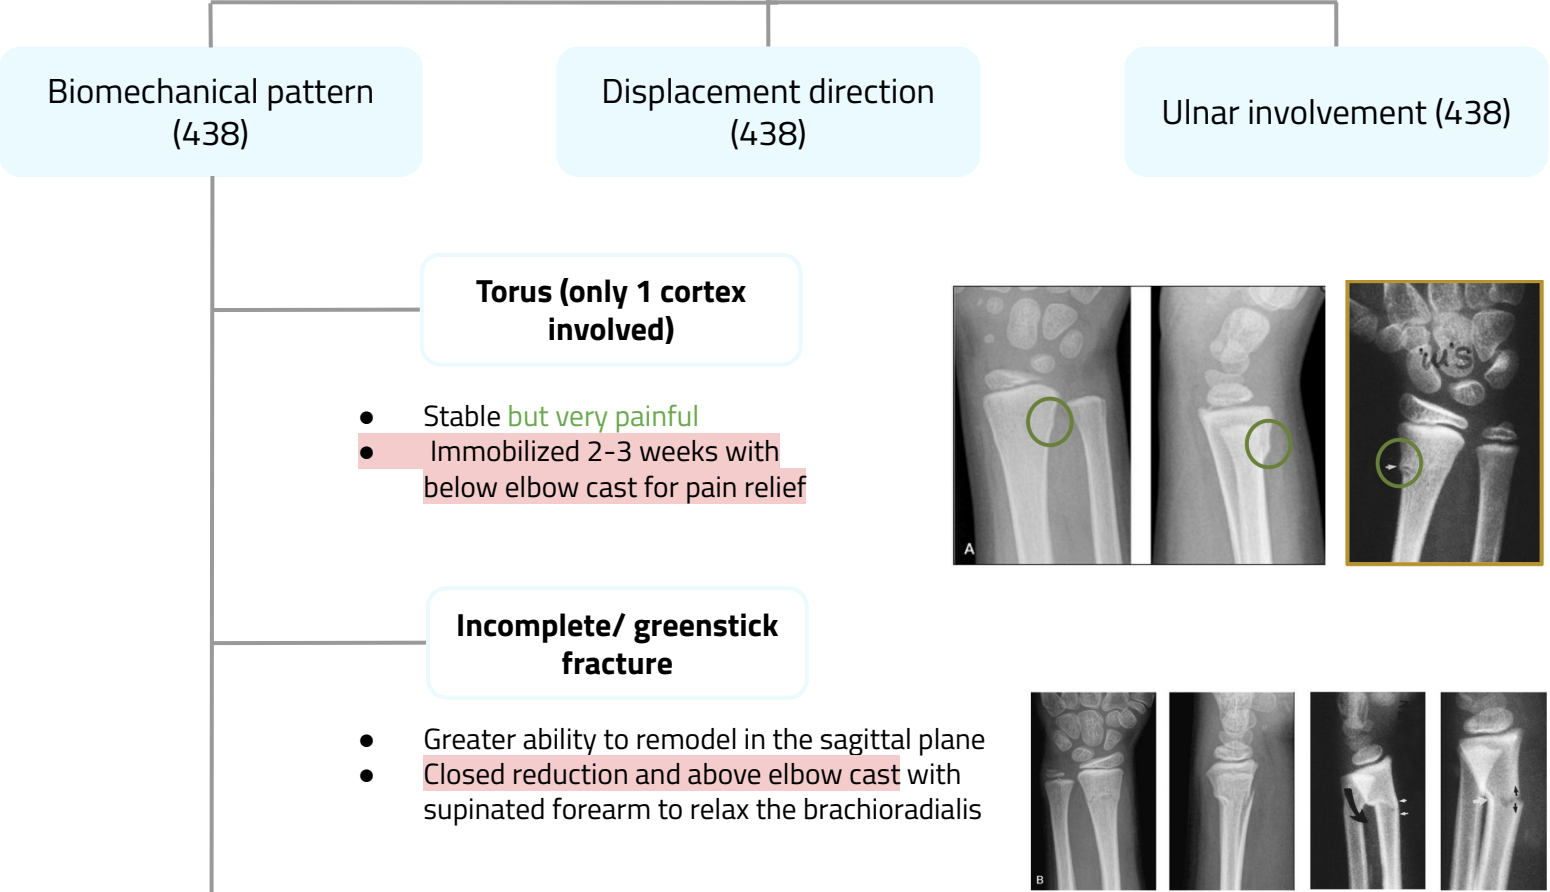 Biomechanical pattern
(438)
Displacement direction
(438)
Ulnar involvement (438)
Torus (only 1 cortex
involved)
● Stable but very painful
● Immobilized 2-3 weeks with
below elbow cast for pain relief
A
Incomplete/ greenstick
fracture
● Greater ability to remodel in the sagittal plane
● Closed reduction and above elbow cast with
supinated forearm to relax the brachioradialis
B